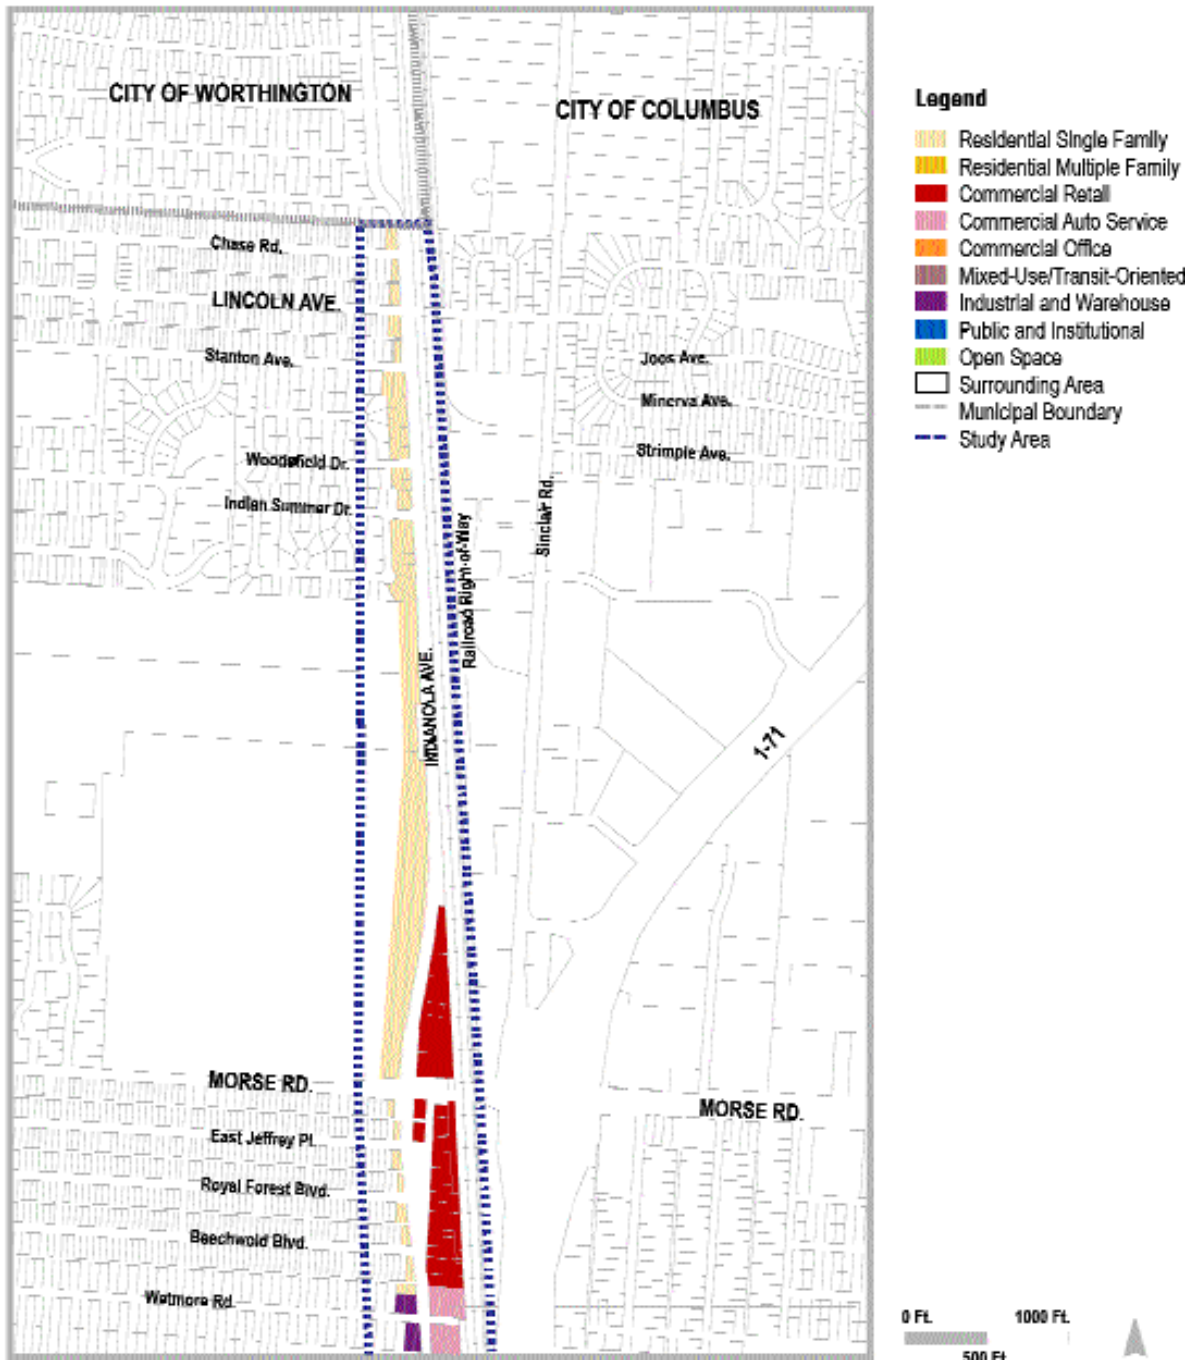 CITY OF WORTHINGTON
CITY OF COLUMBUS
Chase Rd.
LINCOLN AVE.
Stanton Ave.
Joos Ave.
Minerva Ave.
Strimple Ave.
Woodsfield Dr.
Indian Summer Dr.
Sinclair Rd.
Railroad Right-of-Way
INDIANOLA AVE.
1-71
MORSE RD.
MORSE RD.
East Jeffrey Pl.
Royal Forest Blvd.
Beechwold Blvd.
Wetmore Rd.
Legend
Residential Single Family
Residential Multiple Family
Commercial Retail
Commercial Auto Service
Commercial Office
Mixed-Use/Transit-Oriented
Industrial and Warehouse
Public and Institutional
Open Space
Surrounding Area
Municipal Boundary
Study Area
0 Ft.
1000 Ft.
500 Ft.